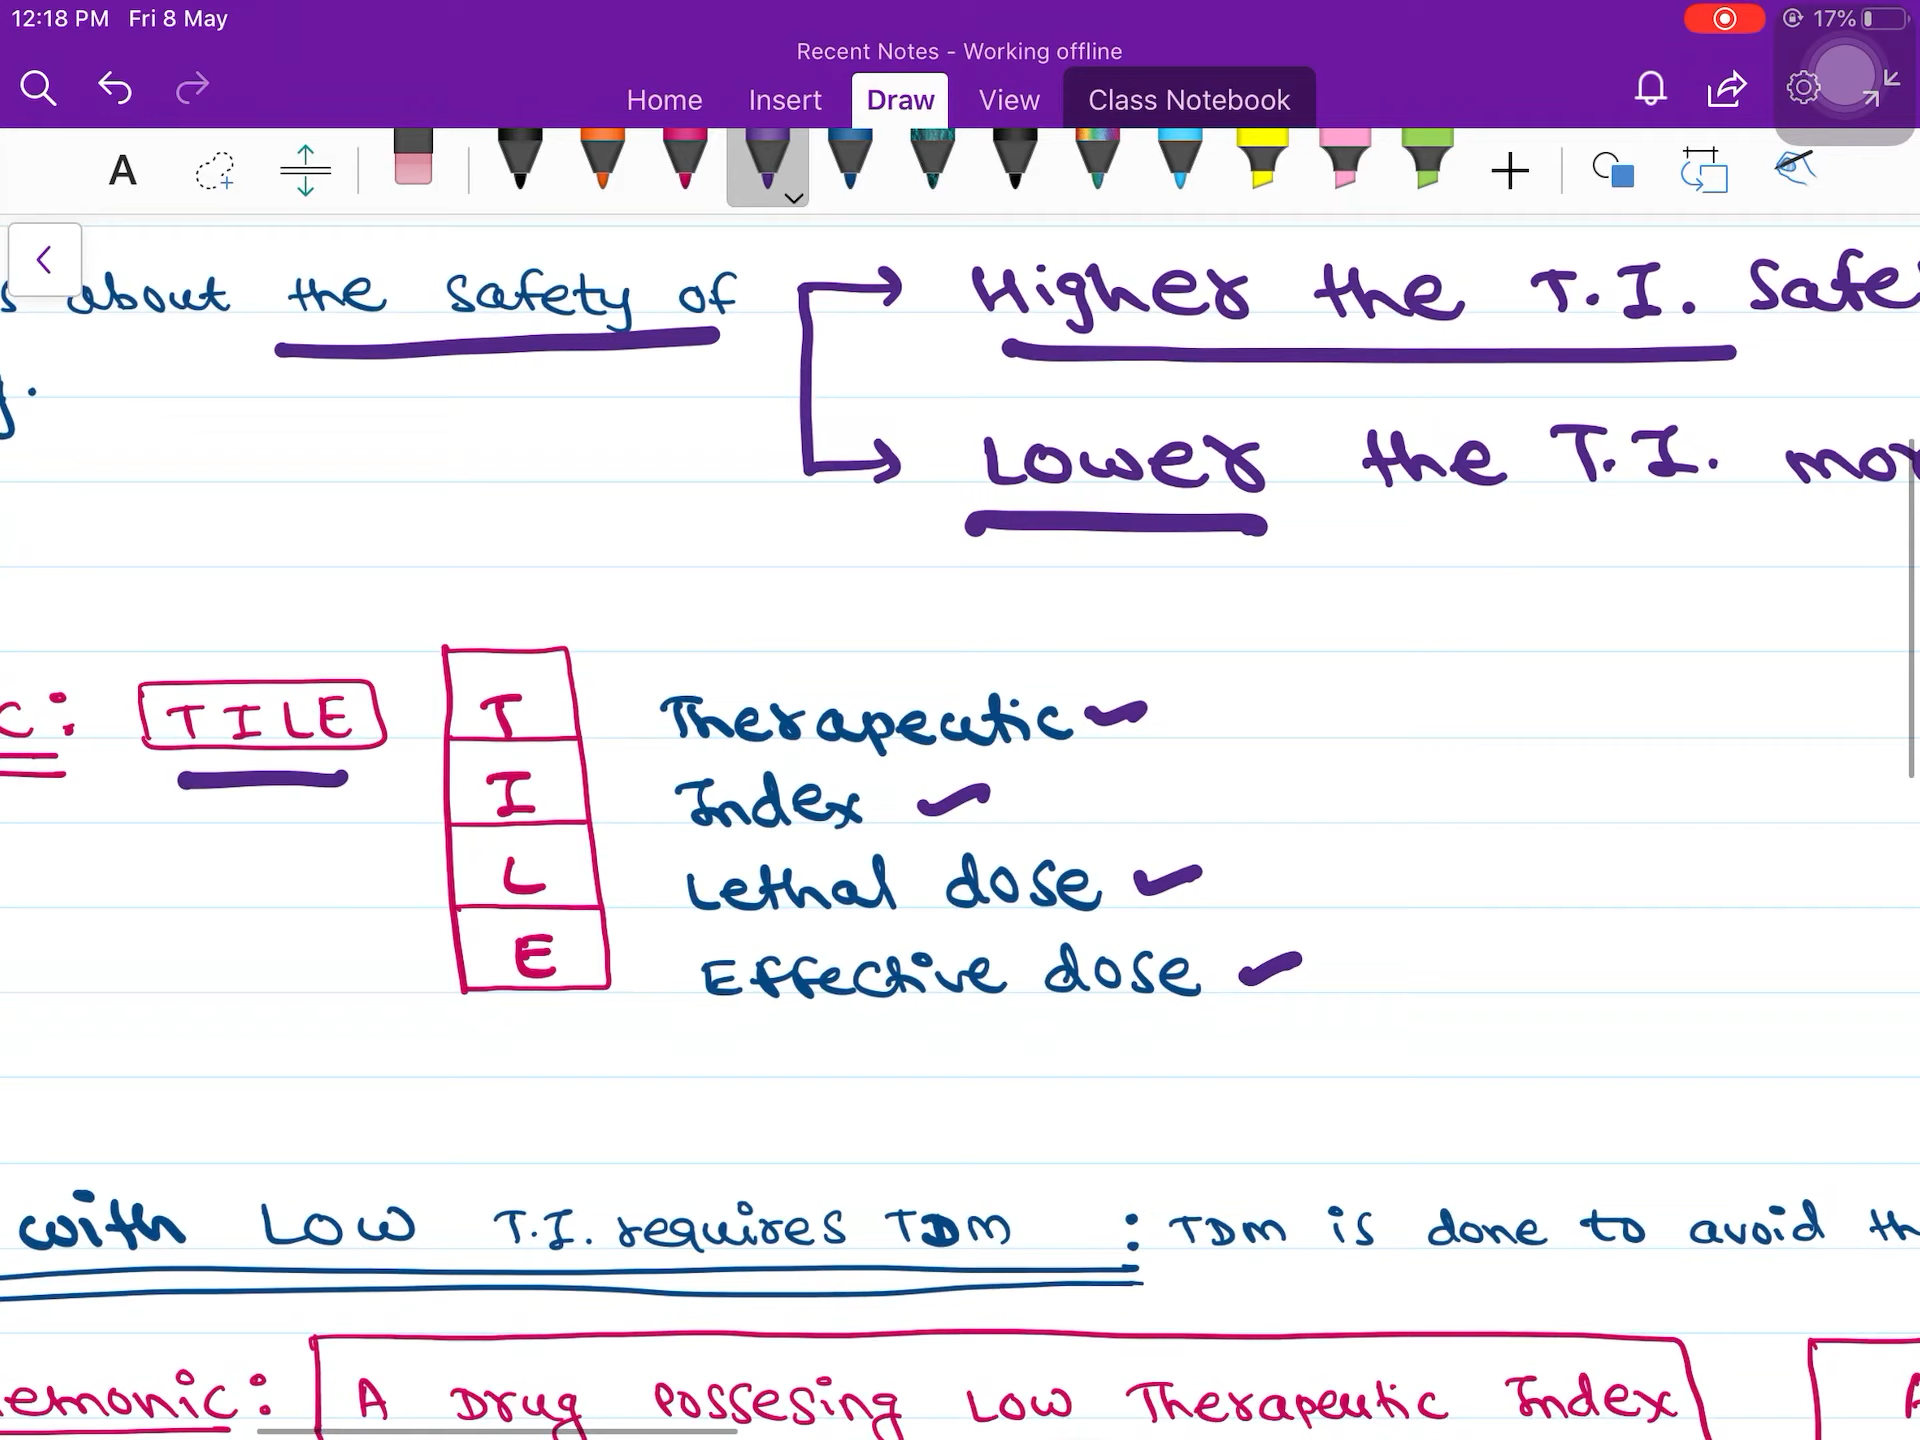 12:18 PM Fri 8 May
17%
Recent Notes - Working offline
Home Insert Draw View Class Notebook
A
about the safety of
Higher the T.I. Safe
Lower the T.I.
C: TILE
T Therapeutic
I Index
L Lethal dose
E Effective dose
with Low T.I. requires TDM : TDM is done to avoid th
emonic: A Drug Possesing Low Therapeutic Index